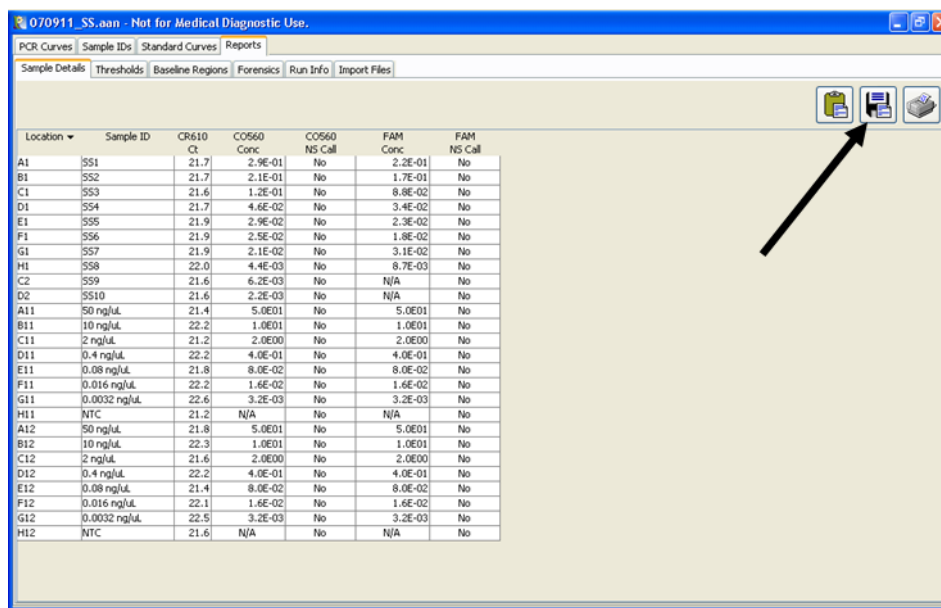 070911_SS.aan - Not for Medical Diagnostic Use.
PCR Curves Sample IDs Standard Curves Reports
Sample Details Thresholds Baseline Regions Forensics Run Info Import Files
Location Sample ID CR610 CO560 CO560 FAM FAM
Ct Conc NS Call Conc NS Call
A1 SS1 21.7 2.9E-01 No 2.2E-01 No
B1 SS2 21.7 2.1E-01 No 1.7E-01 No
C1 SS3 21.6 1.2E-01 No 8.8E-02 No
D1 SS4 21.7 4.6E-02 No 3.4E-02 No
E1 SS5 21.9 2.9E-02 No 2.3E-02 No
F1 SS6 21.9 2.5E-02 No 1.8E-02 No
G1 SS7 21.9 2.1E-02 No 3.1E-02 No
H1 SS8 22.0 4.4E-03 No 8.7E-03 No
C2 SS9 21.6 6.2E-03 No N/A No
D2 SS10 21.6 2.2E-03 No N/A No
A11 50 ng/uL 21.4 5.0E01 No 5.0E01 No
B11 10 ng/uL 22.2 1.0E01 No 1.0E01 No
C11 2 ng/uL 21.2 2.0E00 No 2.0E00 No
D11 0.4 ng/uL 22.2 4.0E-01 No 4.0E-01 No
E11 0.08 ng/uL 21.8 8.0E-02 No 8.0E-02 No
F11 0.016 ng/uL 22.2 1.6E-02 No 1.6E-02 No
G11 0.0032 ng/uL 22.6 3.2E-03 No 3.2E-03 No
H11 NTC 21.2 N/A No N/A No
A12 50 ng/uL 21.8 5.0E01 No 5.0E01 No
B12 10 ng/uL 22.3 1.0E01 No 1.0E01 No
C12 2 ng/uL 21.6 2.0E00 No 2.0E00 No
D12 0.4 ng/uL 22.2 4.0E-01 No 4.0E-01 No
E12 0.08 ng/uL 21.4 8.0E-02 No 8.0E-02 No
F12 0.016 ng/uL 22.1 1.6E-02 No 1.6E-02 No
G12 0.0032 ng/uL 22.5 3.2E-03 No 3.2E-03 No
H12 NTC 21.6 N/A No N/A No